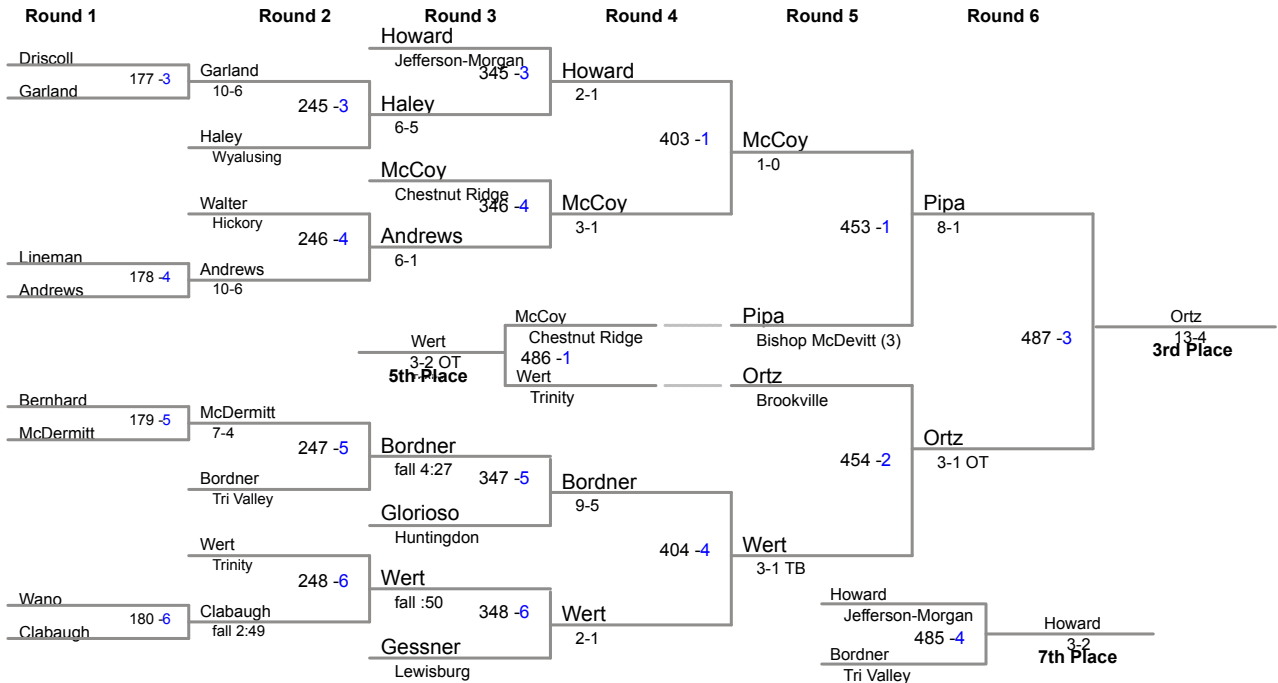 Round 1 Round 2 Round 3 Round 4 Round 5 Round 6
Howard
Jefferson-Morgan
345 -3
Driscoll
177 -3
Garland
Garland
10-6
245 -3
Haley
6-5
Howard
2-1
Haley
Wyalusing
403 -1
McCoy
1-0
McCoy
Chestnut Ridge
346 -4
Walter
Hickory
246 -4
McCoy
3-1
Andrews
6-1
Lineman
178 -4
Andrews
Andrews
10-6
453 -1
Pipa
8-1
McCoy
Chestnut Ridge
Pipa
Bishop McDevitt (3)
487 -3
Ortz
13-4
3rd Place
Wert
3-2 OT
5th Place
486 -1
Wert
Trinity
Ortz
Brookville
Bernhard
179 -5
McDermitt
McDermitt
7-4
247 -5
Bordner
fall 4:27
347 -5
Bordner
Tri Valley
Glorioso
Huntingdon
Bordner
9-5
454 -2
Ortz
3-1 OT
Wert
Trinity
248 -6
Wert
fall :50
348 -6
404 -4
Wert
3-1 TB
Wano
180 -6
Clabaugh
Clabaugh
fall 2:49
Gessner
Lewisburg
Wert
2-1
Howard
Jefferson-Morgan
485 -4
Bordner
Tri Valley
Howard
3-2
7th Place